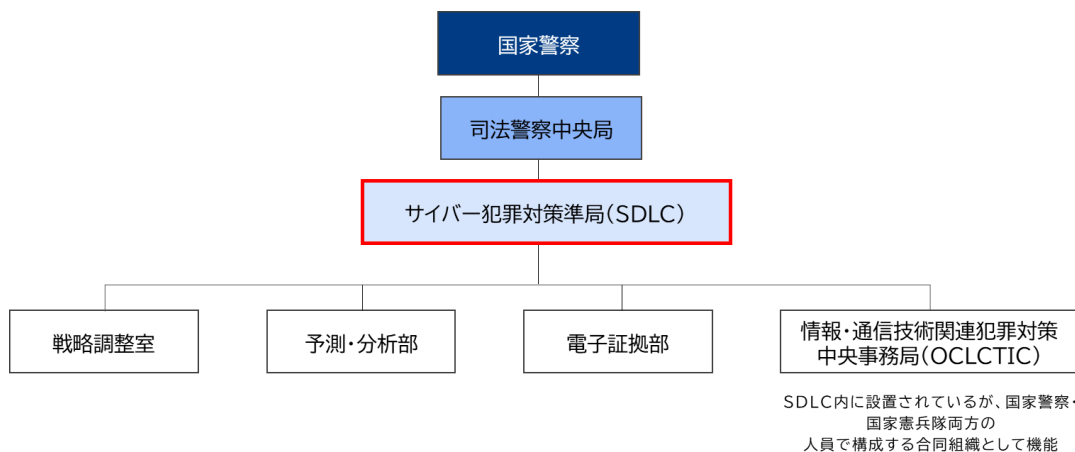 国家警察
司法警察中央局
サイバー犯罪対策準局(SDLC)
戦略調整室
予測・分析部
電子証拠部
情報・通信技術関連犯罪対策
中央事務局(OCLCTIC)
SDLC内に設置されているが、国家警察・
国家憲兵隊両方の
人員で構成する合同組織として機能